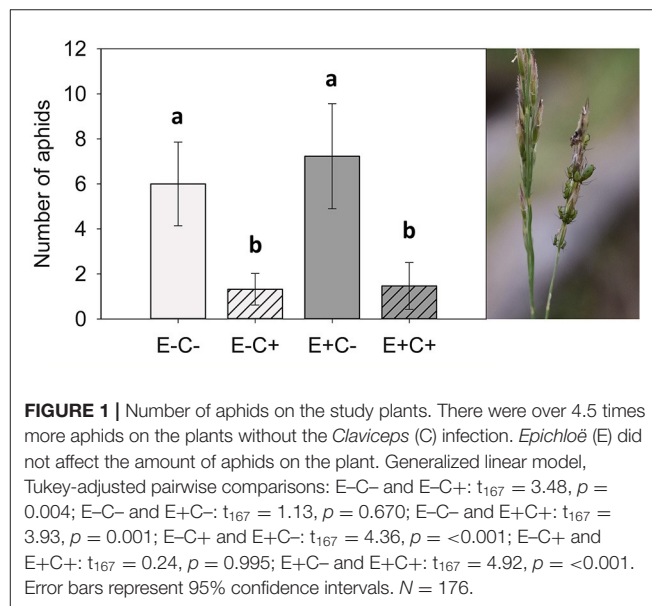 12
10
8
6
4
2
0
Number of aphids
a
b
a
b
E-C-
E-C+
E+C-
E+C+
FIGURE 1 | Number of aphids on the study plants. There were over 4.5 times
more aphids on the plants without the Claviceps (C) infection. Epichloë (E) did
not affect the amount of aphids on the plant. Generalized linear model,
Tukey-adjusted pairwise comparisons: E–C– and E–C+: t₁₆₇ = 3.48, p =
0.004; E–C– and E+C–: t₁₆₇ = 1.13, p = 0.670; E–C– and E+C+: t₁₆₇ =
3.93, p = 0.001; E–C+ and E+C–: t₁₆₇ = 4.36, p = <0.001; E–C+ and
E+C+: t₁₆₇ = 0.24, p = 0.995; E+C– and E+C+: t₁₆₇ = 4.92, p = <0.001.
Error bars represent 95% confidence intervals. N = 176.